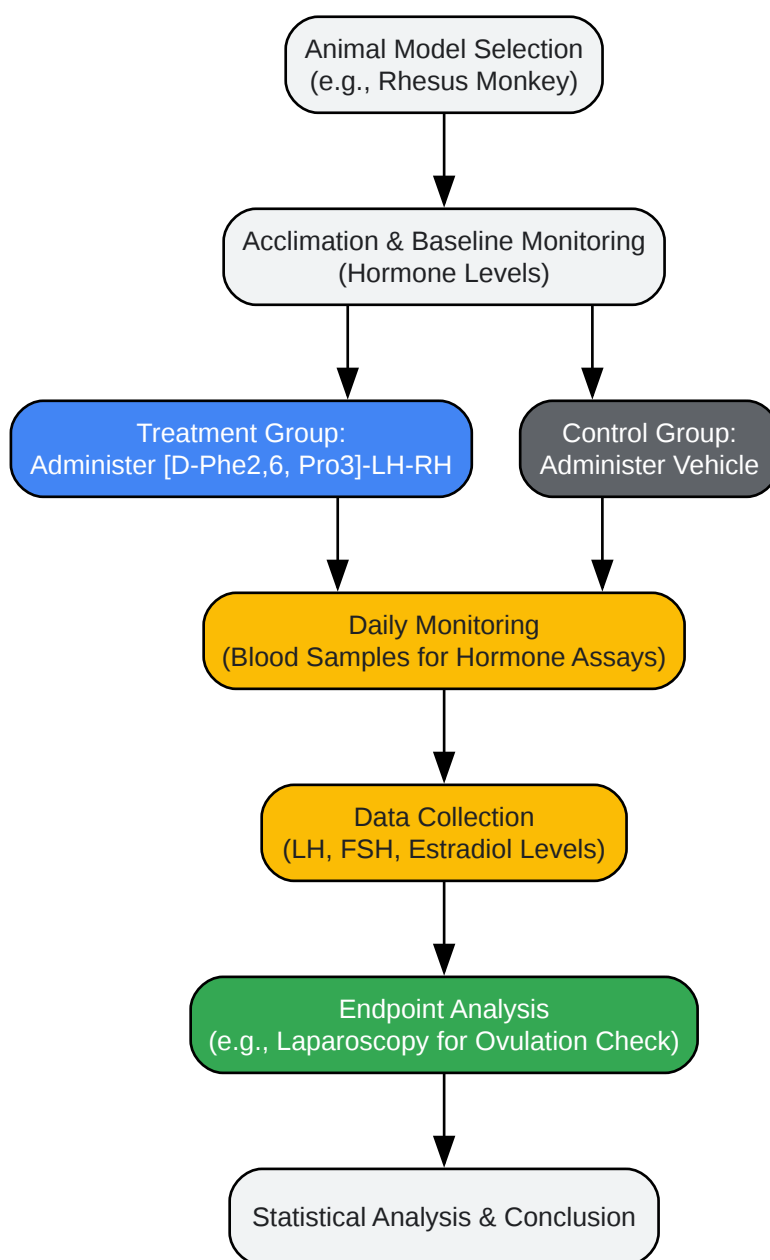 Animal Model Selection
(e.g., Rhesus Monkey)
Acclimation & Baseline Monitoring
(Hormone Levels)
Treatment Group:
Administer [D-Phe2,6, Pro3]-LH-RH
Control Group:
Administer Vehicle
Daily Monitoring
(Blood Samples for Hormone Assays)
Data Collection
(LH, FSH, Estradiol Levels)
Endpoint Analysis
(e.g., Laparoscopy for Ovulation Check)
Statistical Analysis & Conclusion